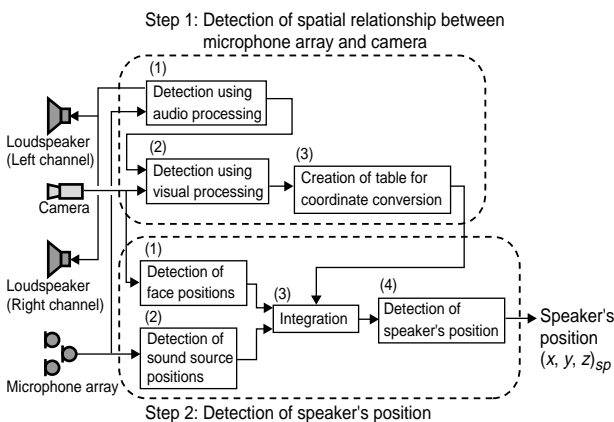 Step 1: Detection of spatial relationship between
microphone array and camera
(1)
Detection using
audio processing
Loudspeaker
(Left channel)
(2)
Detection using
visual processing
(3)
Creation of table for
coordinate conversion
Camera
Loudspeaker
(Right channel)
(1)
Detection of
face positions
(2)
Detection of
sound source
positions
(3)
Integration
(4)
Detection of
speaker's position
Speaker's
position
(x, y, z)sp
Microphone array
Step 2: Detection of speaker's position